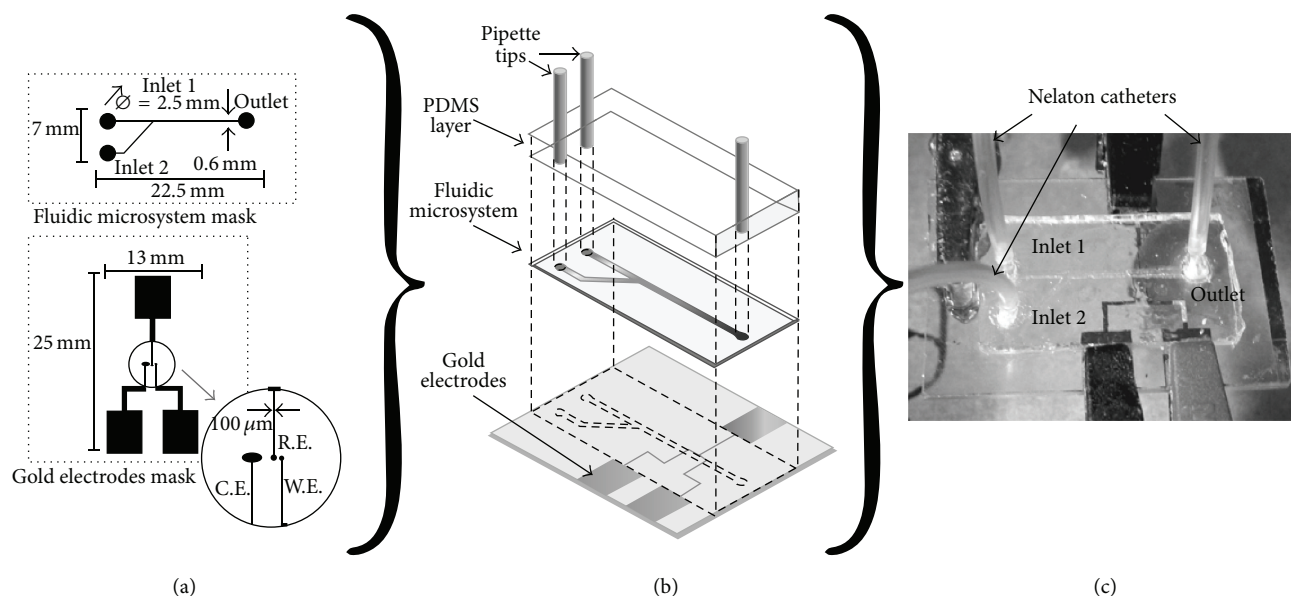 Inlet 1
⌀ = 2.5 mm
Outlet
7 mm
Inlet 2
0.6 mm
22.5 mm
Fluidic microsystem mask
13 mm
25 mm
100 μm
R.E.
C.E.
W.E.
Gold electrodes mask
(a)
Pipette
tips
PDMS
layer
Fluidic
microsystem
Gold
electrodes
(b)
Nelaton catheters
Inlet 1
Outlet
Inlet 2
(c)